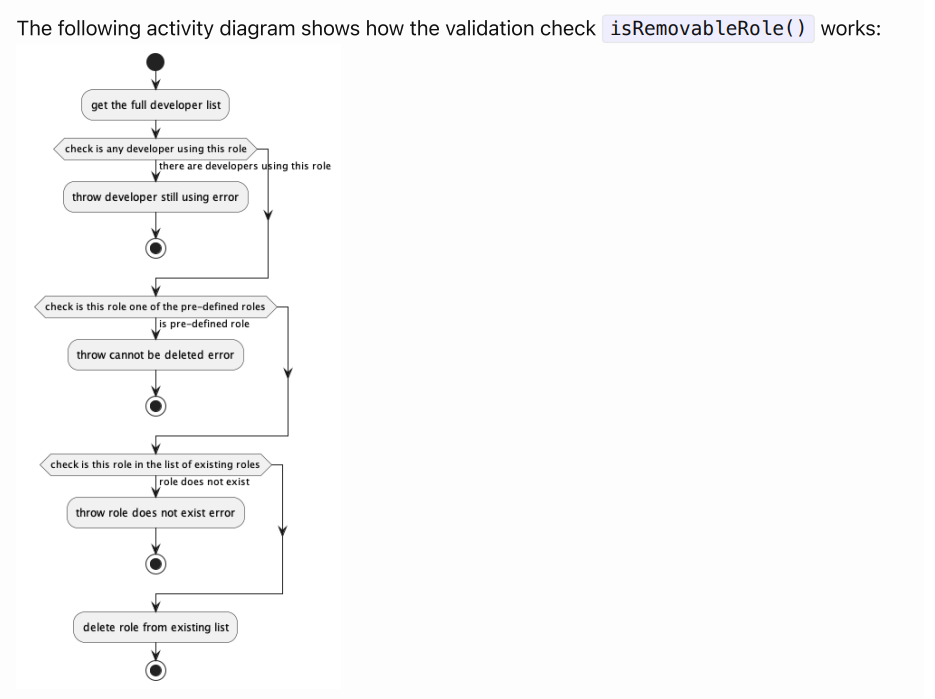 The following activity diagram shows how the validation check isRemovableRole() works:
get the full developer list
check is any developer using this role
there are developers using this role
throw developer still using error
check is this role one of the pre-defined roles
is pre-defined role
throw cannot be deleted error
check is this role in the list of existing roles
role does not exist
throw role does not exist error
delete role from existing list